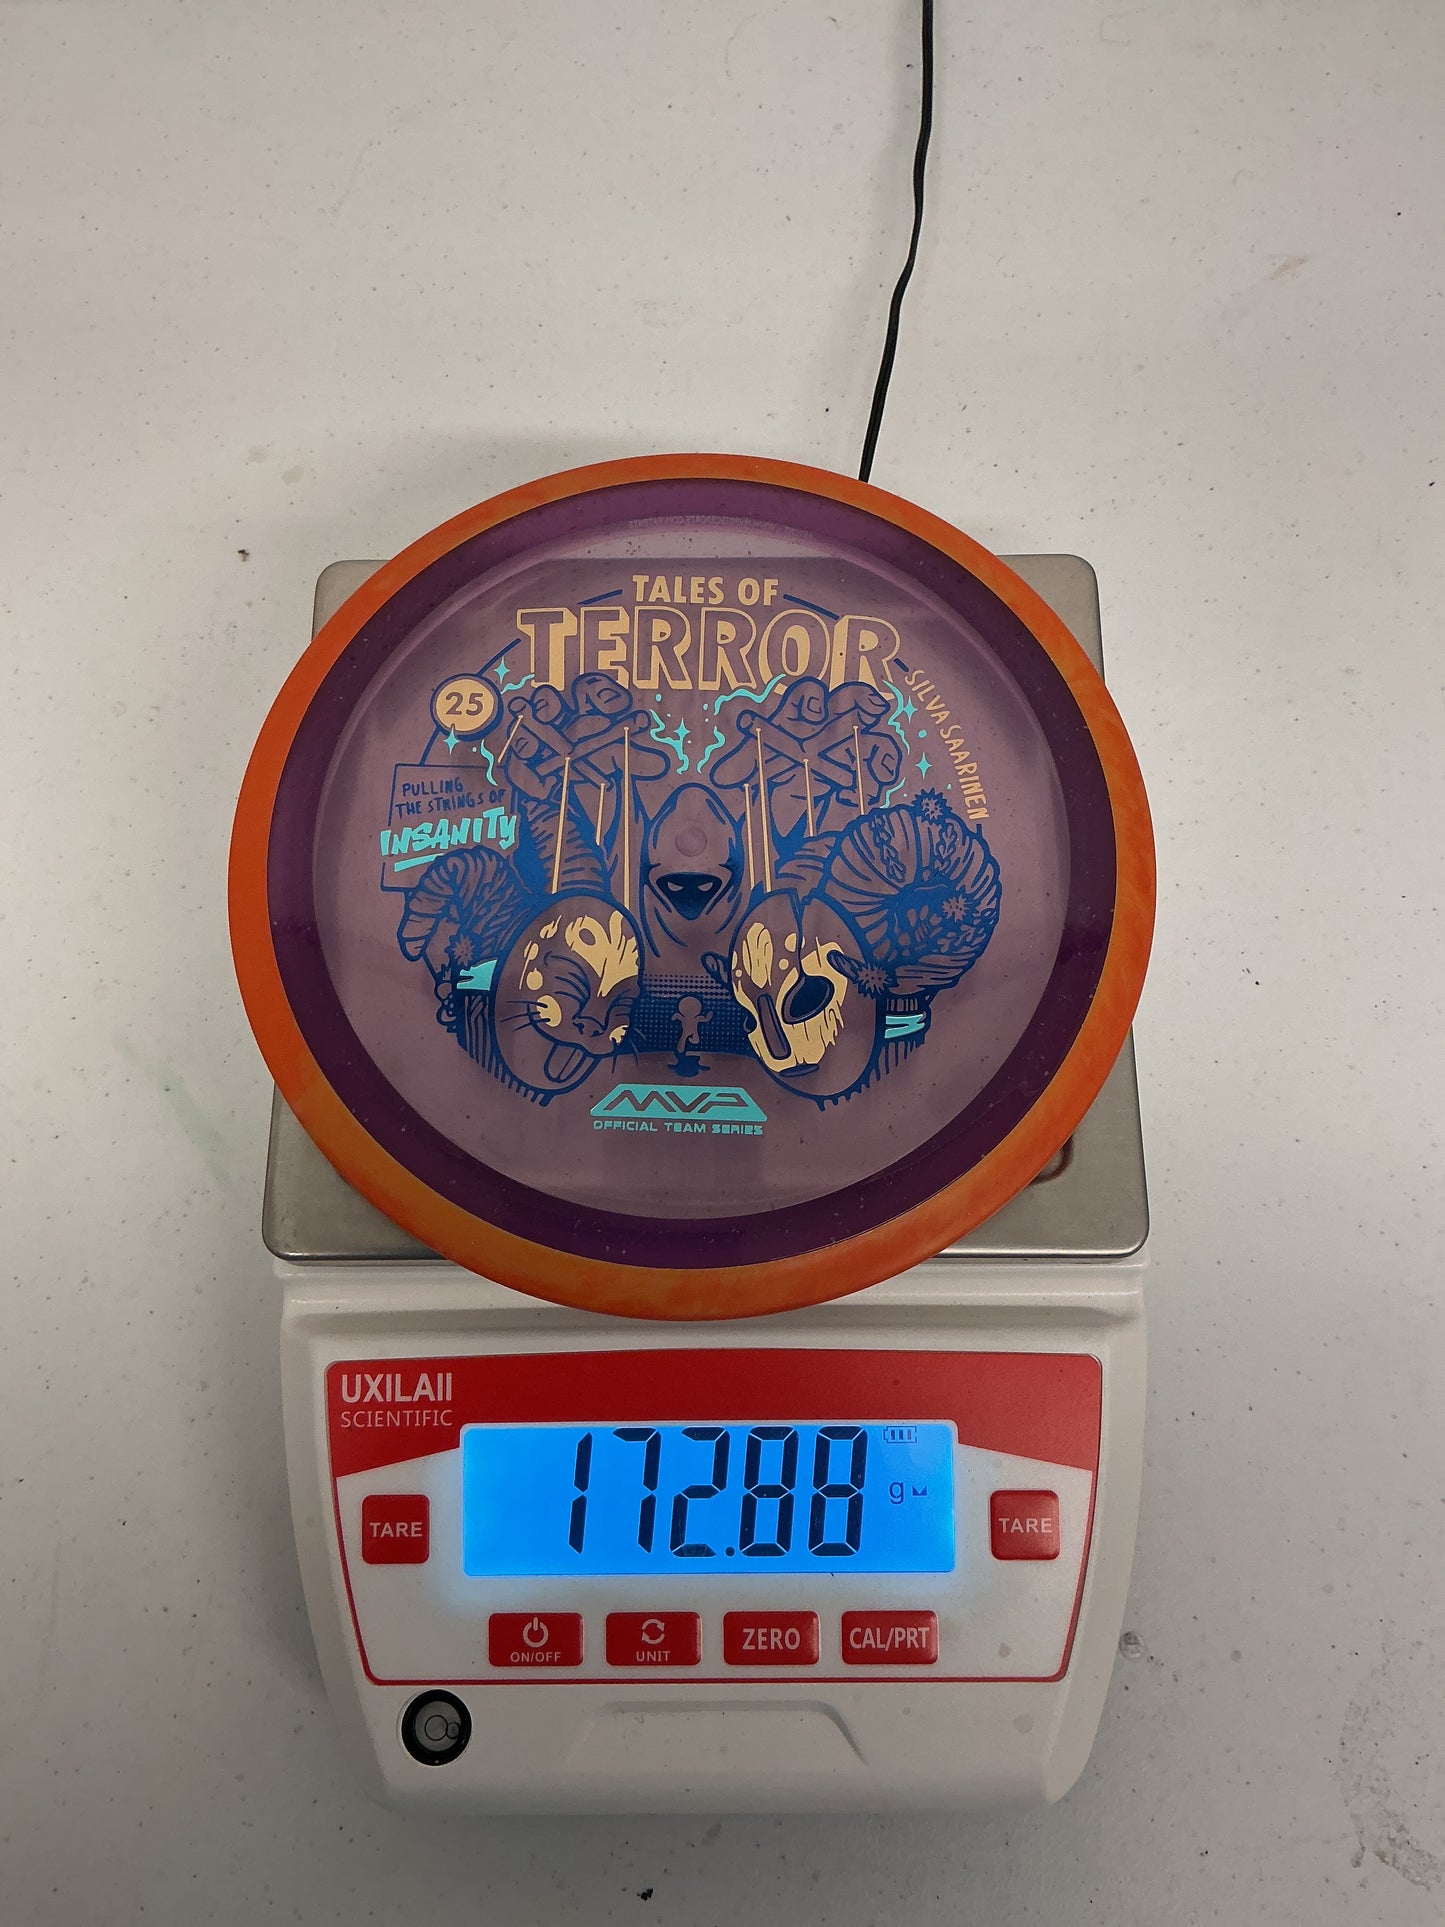 TALES OF
TERROR
25
SILVA SAARINEN
PULLING
THE STRINGS OF
INSANITY
MVP
OFFICIAL TEAM SERIES
UXILAII
SCIENTIFIC
172.88 g
TARE
TARE
ON/OFF
UNIT
ZERO
CAL/PRT